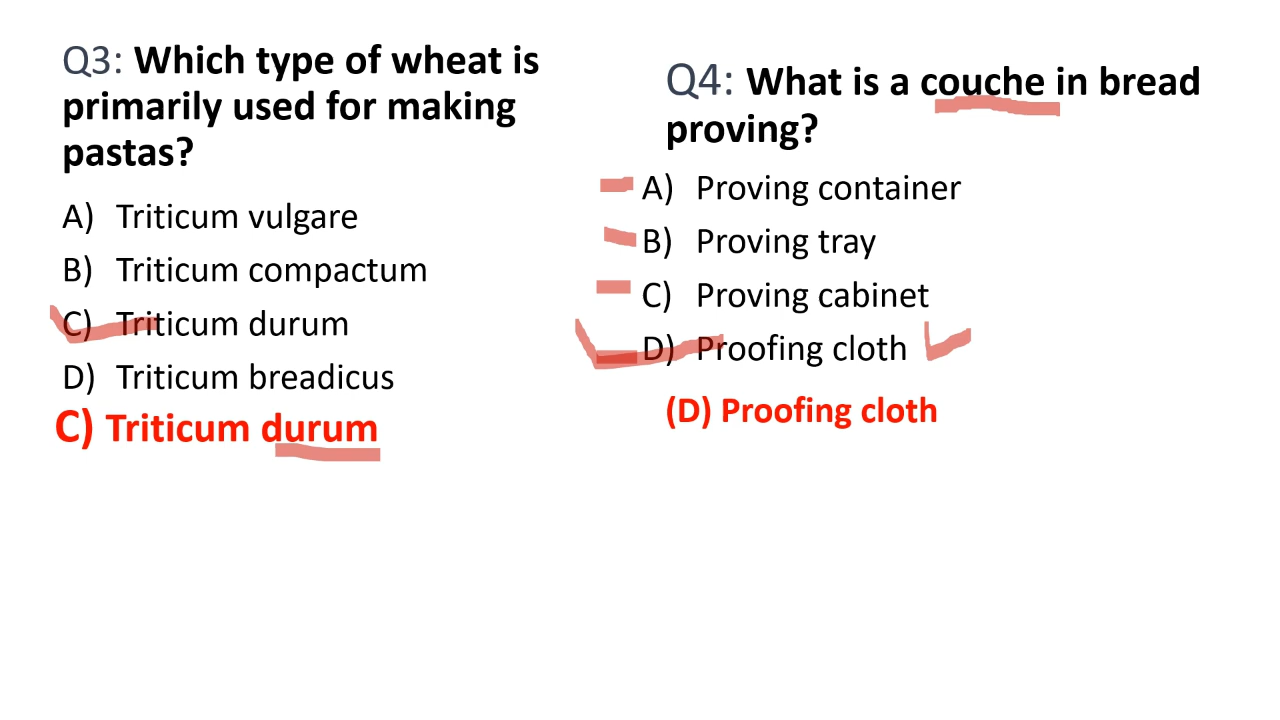 Q3: Which type of wheat is
primarily used for making
pastas?
A) Triticum vulgare
B) Triticum compactum
C) Triticum durum
D) Triticum breadicus
C) Triticum durum
Q4: What is a couche in bread
proving?
A) Proving container
B) Proving tray
C) Proving cabinet
D) Proofing cloth
(D) Proofing cloth